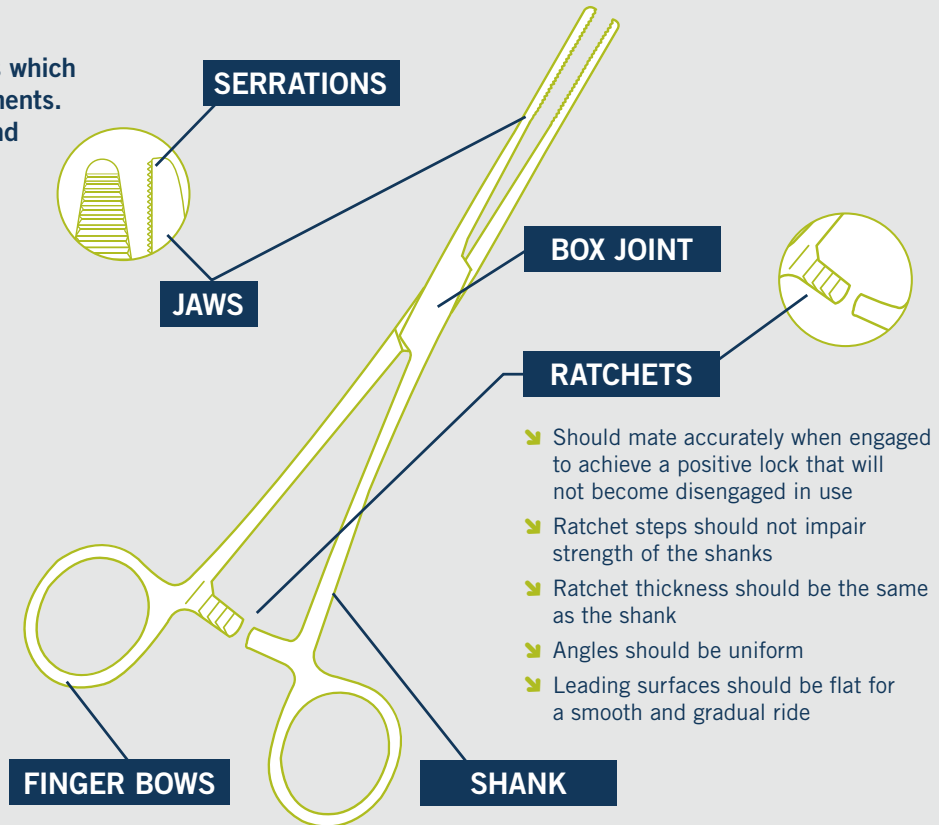 which
nd
SERRATIONS
JAWS
BOX JOINT
RATCHETS
Should mate accurately when engaged
to achieve a positive lock that will
not become disengaged in use
Ratchet steps should not impair
strength of the shanks
Ratchet thickness should be the same
as the shank
Angles should be uniform
Leading surfaces should be flat for
a smooth and gradual ride
FINGER BOWS
SHANK